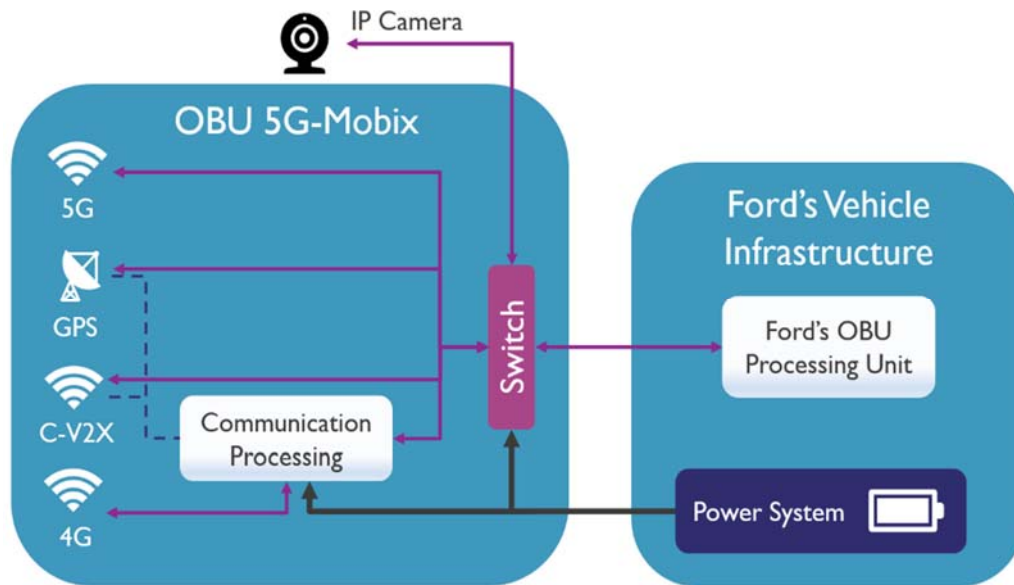 IP Camera
OBU 5G-Mobix
5G
GPS
C-V2X
4G
Communication
Processing
Switch
Ford's Vehicle
Infrastructure
Ford's OBU
Processing Unit
Power System